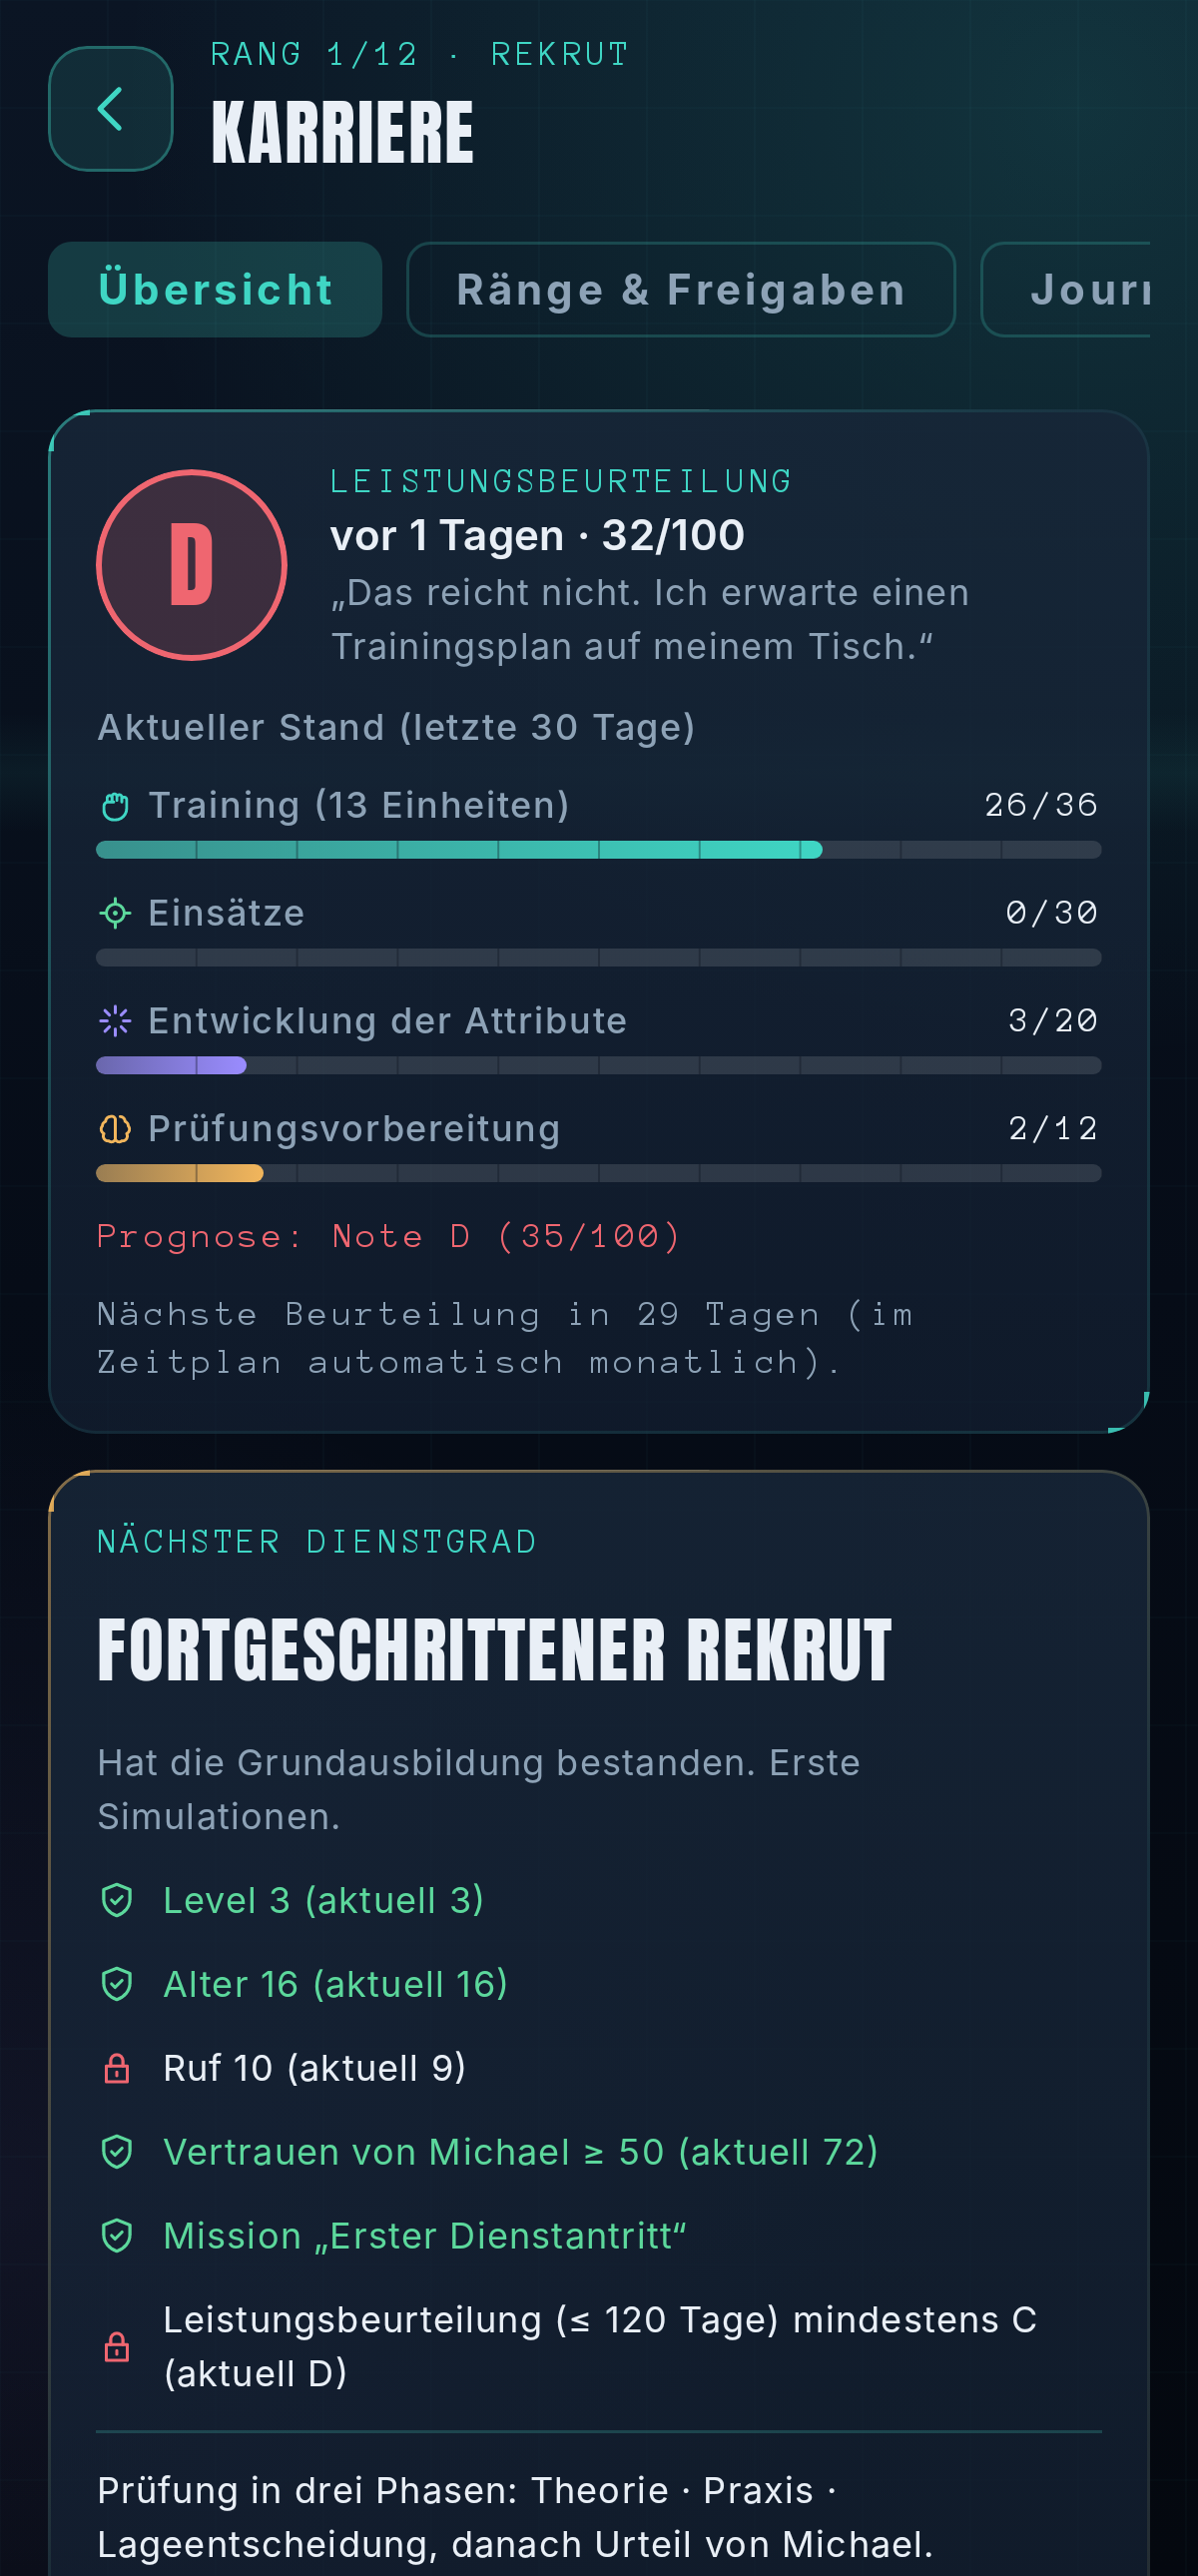 RANG 1/12 · REKRUT
KARRIERE
Übersicht
Ränge & Freigaben
Journ
LEISTUNGSBEURTEILUNG
D
vor 1 Tagen · 32/100
„Das reicht nicht. Ich erwarte einen
Trainingsplan auf meinem Tisch.“
Aktueller Stand (letzte 30 Tage)
Training (13 Einheiten) 26/36
Einsätze 0/30
Entwicklung der Attribute 3/20
Prüfungsvorbereitung 2/12
Prognose: Note D (35/100)
Nächste Beurteilung in 29 Tagen (im
Zeitplan automatisch monatlich).
NÄCHSTER DIENSTGRAD
FORTGESCHRITTENER REKRUT
Hat die Grundausbildung bestanden. Erste
Simulationen.
Level 3 (aktuell 3)
Alter 16 (aktuell 16)
Ruf 10 (aktuell 9)
Vertrauen von Michael ≥ 50 (aktuell 72)
Mission „Erster Dienstantritt“
Leistungsbeurteilung (≤ 120 Tage) mindestens C
(aktuell D)
Prüfung in drei Phasen: Theorie · Praxis ·
Lageentscheidung, danach Urteil von Michael.